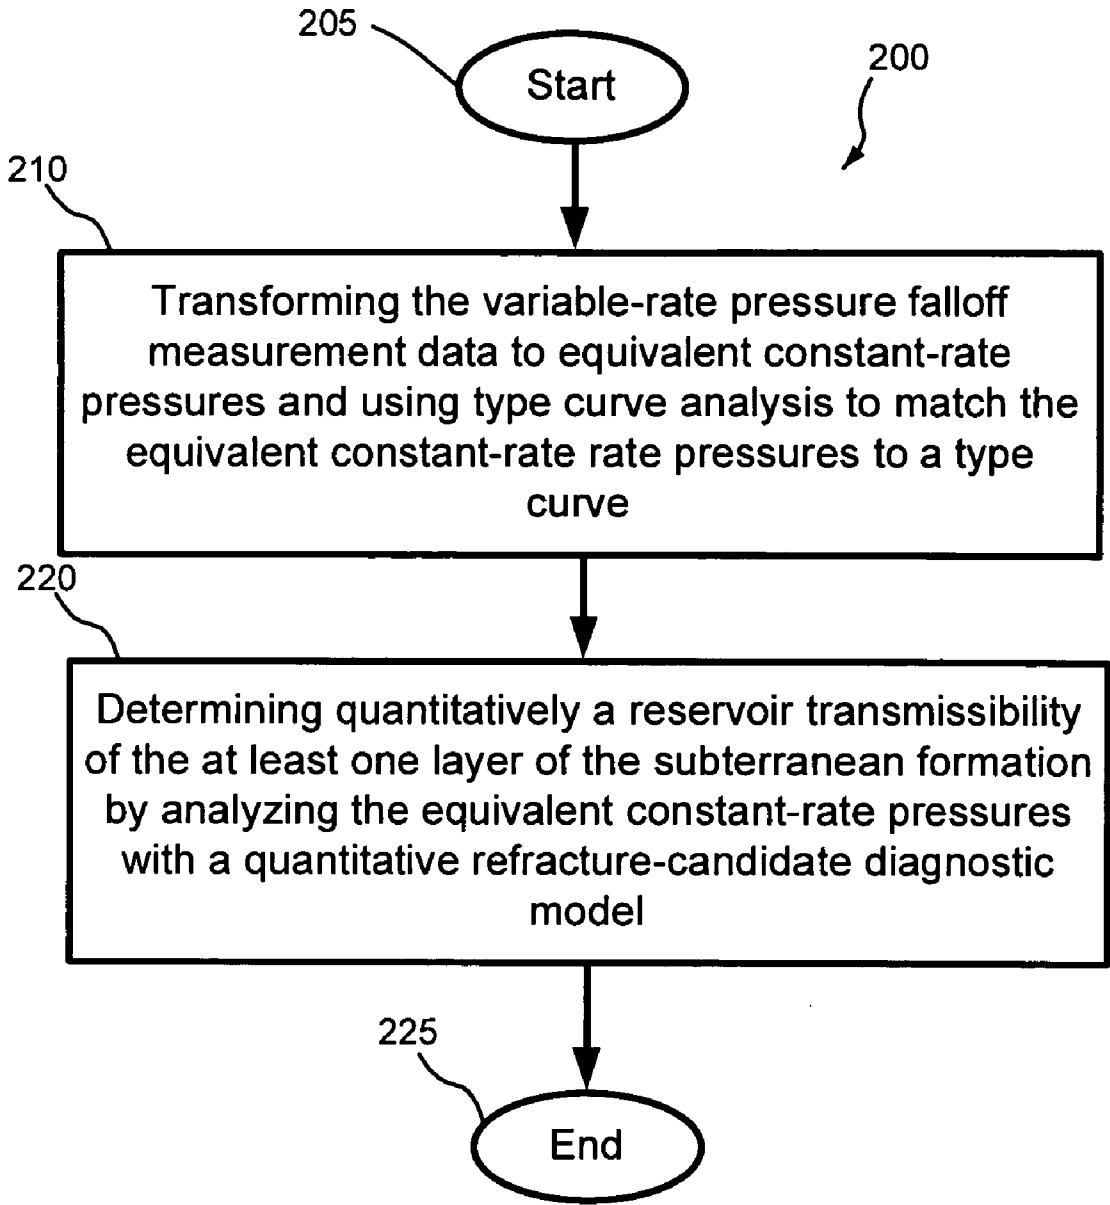 205
Start
200
210
Transforming the variable-rate pressure falloff
measurement data to equivalent constant-rate
pressures and using type curve analysis to match the
equivalent constant-rate rate pressures to a type
curve
220
Determining quantitatively a reservoir transmissibility
of the at least one layer of the subterranean formation
by analyzing the equivalent constant-rate pressures
with a quantitative refracture-candidate diagnostic
model
225
End